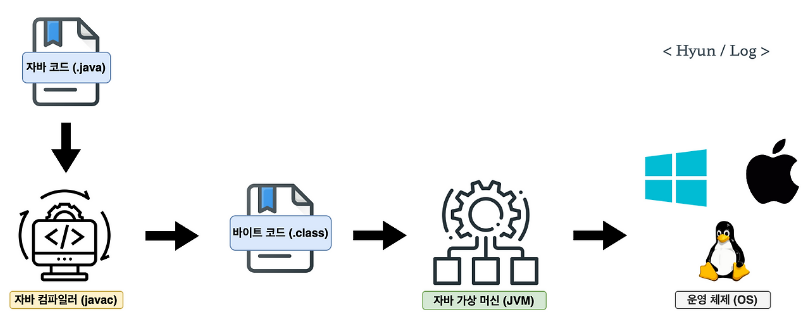 자바 코드 (.java)
< Hyun / Log >
</>
바이트 코드 (.class)
자바 컴파일러 (javac)
자바 가상 머신 (JVM)
운영 체제 (OS)